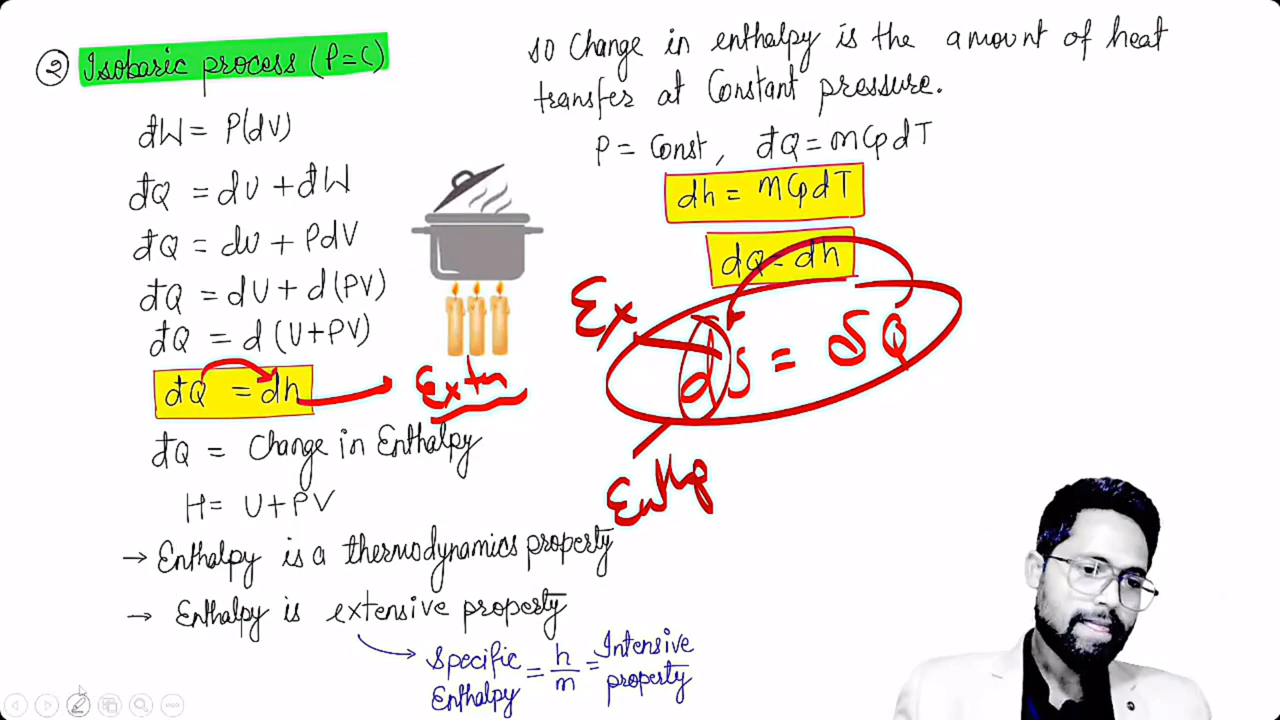 ② Isobaric process (P=C)
đW = P(dV)
đQ = dU + đW
đQ = dU + PdV
đQ = dU + d(PV)
đQ = d (U+PV)
đQ = dh
Extn
đQ = Change in Enthalpy
H = U+PV
→ Enthalpy is a thermodynamics property
→ Enthalpy is extensive property
Specific Enthalpy = h/m = Intensive property
so Change in enthalpy is the amount of heat
transfer at Constant pressure.
P = Const, đQ = mCpdT
dh = mCpdT
dQ = dh
Ex
dS = δQ